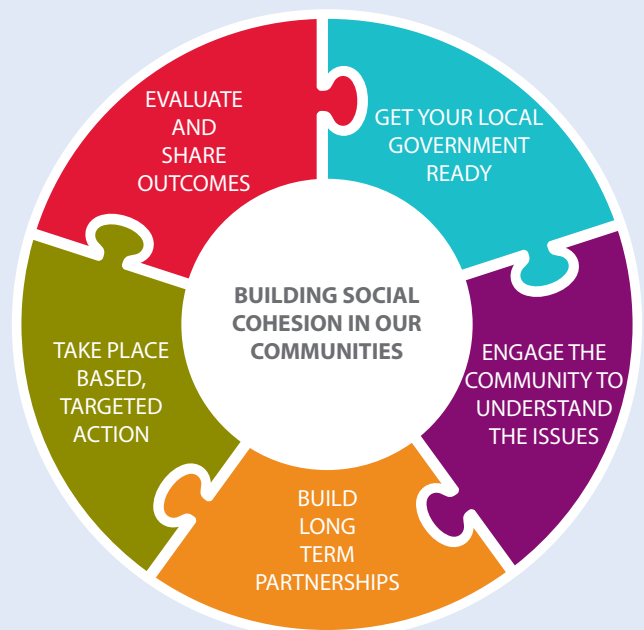 BUILDING SOCIAL
COHESION IN OUR
COMMUNITIES
GET YOUR LOCAL
GOVERNMENT
READY
ENGAGE THE
COMMUNITY TO
UNDERSTAND
THE ISSUES
BUILD
LONG
TERM
PARTNERSHIPS
TAKE PLACE
BASED,
TARGETED
ACTION
EVALUATE
AND
SHARE
OUTCOMES